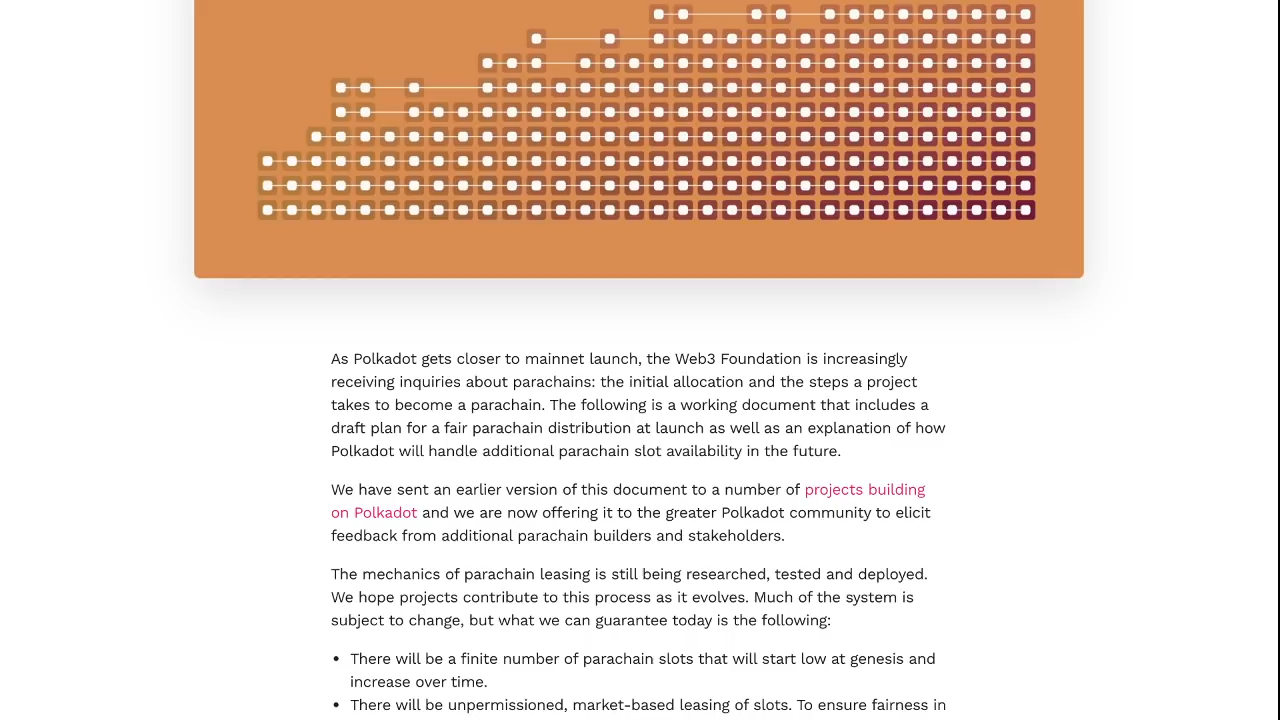 As Polkadot gets closer to mainnet launch, the Web3 Foundation is increasingly
receiving inquiries about parachains: the initial allocation and the steps a project
takes to become a parachain. The following is a working document that includes a
draft plan for a fair parachain distribution at launch as well as an explanation of how
Polkadot will handle additional parachain slot availability in the future.
We have sent an earlier version of this document to a number of projects building
on Polkadot and we are now offering it to the greater Polkadot community to elicit
feedback from additional parachain builders and stakeholders.
The mechanics of parachain leasing is still being researched, tested and deployed.
We hope projects contribute to this process as it evolves. Much of the system is
subject to change, but what we can guarantee today is the following:
• There will be a finite number of parachain slots that will start low at genesis and
increase over time.
• There will be unpermissioned, market-based leasing of slots. To ensure fairness in